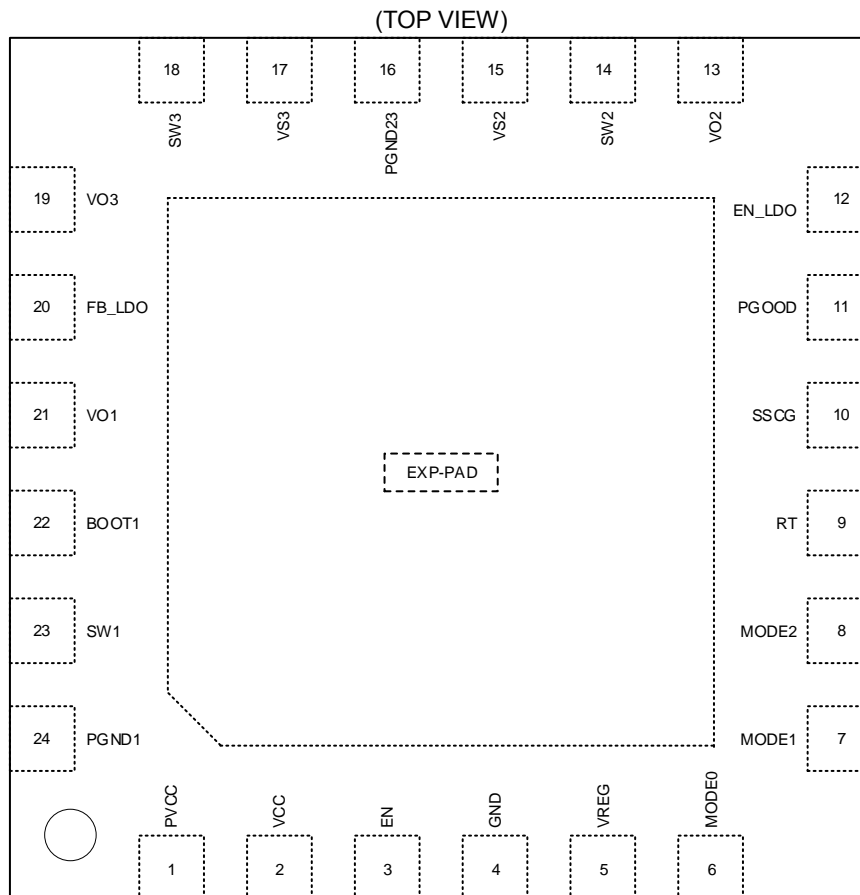 (TOP VIEW)
18
17
16
15
14
13
SW3
VS3
PGND23
VS2
SW2
VO2
19
VO3
EN_LDO
12
20
FB_LDO
PGOOD
11
21
VO1
SSCG
10
EXP-PAD
22
BOOT1
RT
9
23
SW1
MODE2
8
24
PGND1
MODE1
7
PVCC
VCC
EN
GND
VREG
MODE0
1
2
3
4
5
6